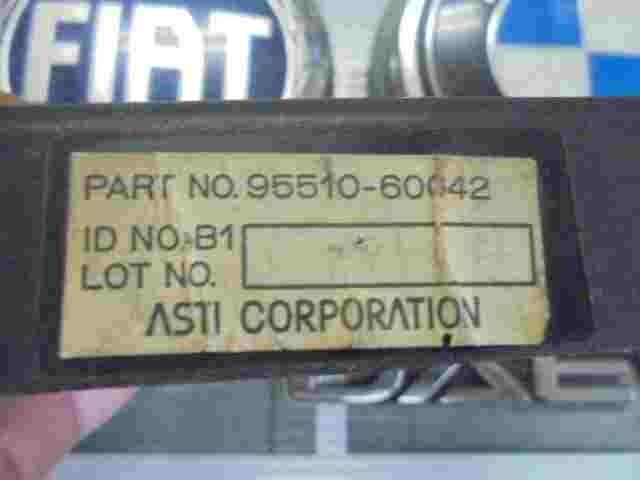 FIAT
PART NO. 95510-60G42
ID NO. B1
LOT NO.
ASTI CORPORATION